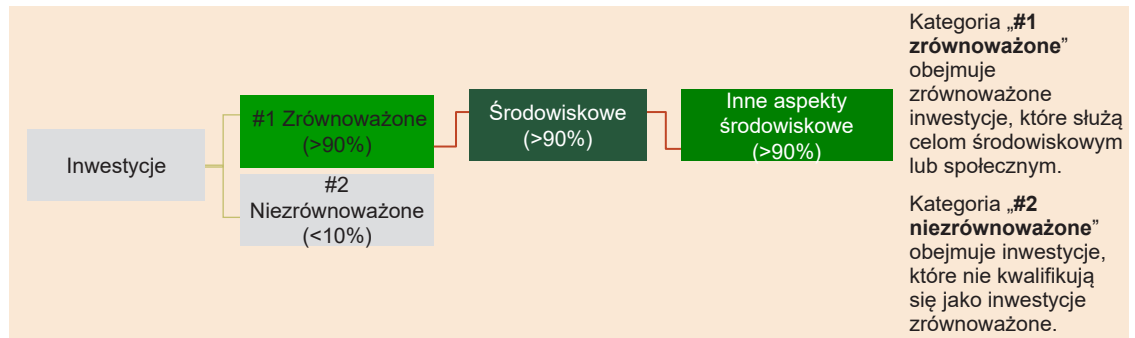 Inwestycje
#1 Zrównoważone
(>90%)
#2
Niezrównoważone
(<10%)
Środowiskowe
(>90%)
Inne aspekty
środowiskowe
(>90%)
Kategoria „#1
zrównoważone”
obejmuje
zrównoważone
inwestycje, które służą
celom środowiskowym
lub społecznym.
Kategoria „#2
niezrównoważone”
obejmuje inwestycje,
które nie kwalifikują
się jako inwestycje
zrównoważone.